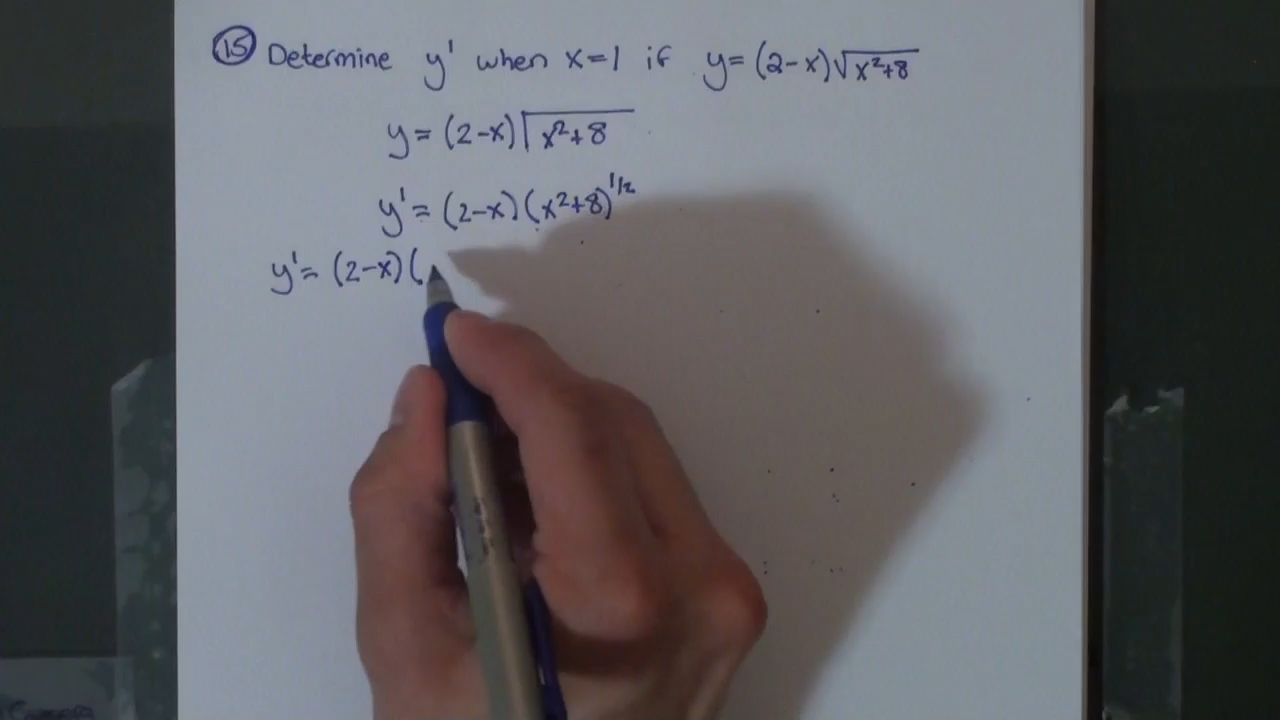 15 Determine y' when x=1 if y=(2-x)√x²+8
y=(2-x)√x²+8
y'=(2-x)(x²+8)^1/2
y'=(2-x)(